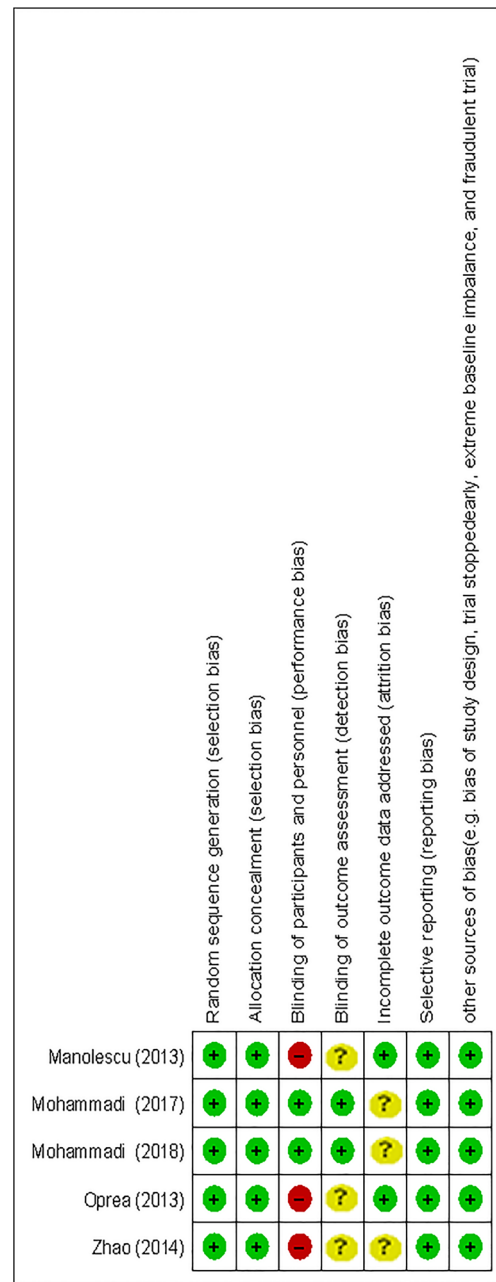 Random sequence generation (selection bias)
Allocation concealment (selection bias)
Blinding of participants and personnel (performance bias)
Blinding of outcome assessment (detection bias)
Incomplete outcome data addressed (attrition bias)
Selective reporting (reporting bias)
other sources of bias(e.g. bias of study design, trial stoppedearly, extreme baseline imbalance, and fraudulent trial)
Manolescu (2013) + + - ? + + +
Mohammadi (2017) + + + + ? + +
Mohammadi (2018) + + + + ? + +
Oprea (2013) + + - ? + + +
Zhao (2014) + + - ? ? + +